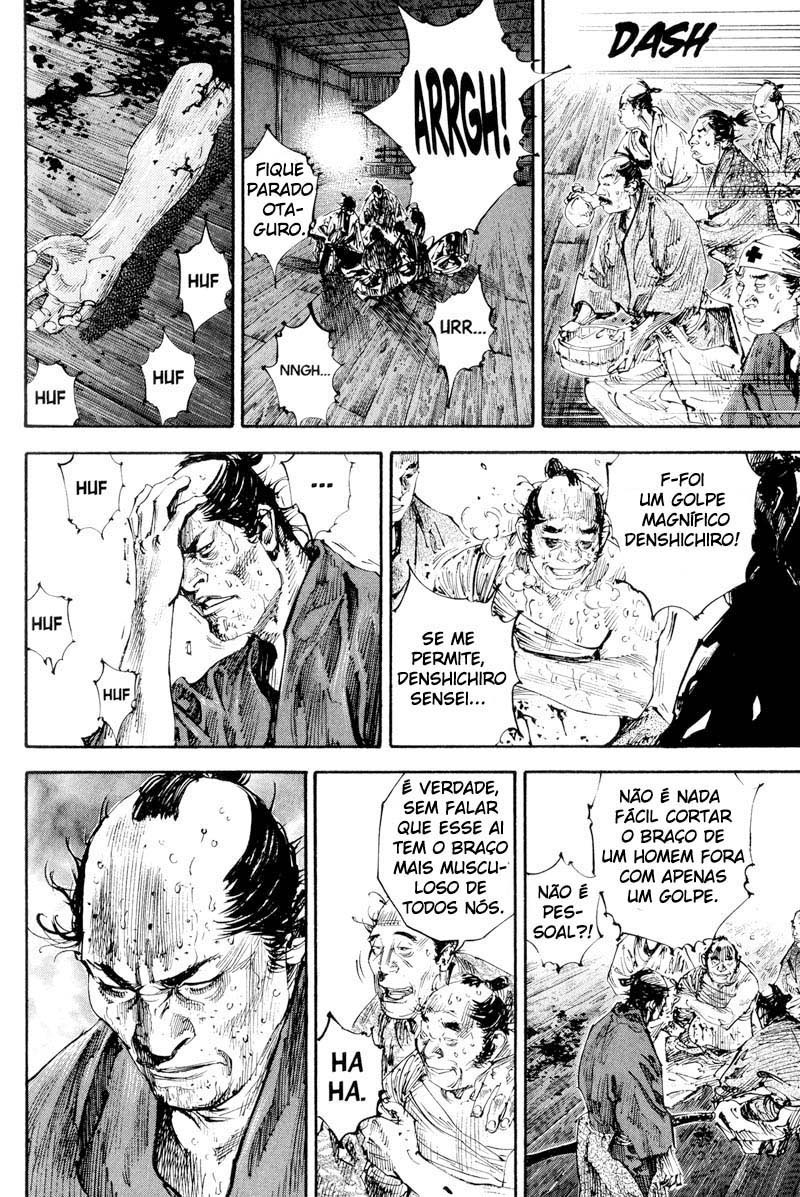 DASH
ARRGH!
FIQUE
PARADO
OTA-
GURO.
URR...
NNGH...
HUF
HUF
HUF
F-FOI
UM GOLPE
MAGNÍFICO
DENSHICHIRO!
SE ME
PERMITE,
DENSHICHIRO
SENSEI...
...
HUF
HUF
HUF
NÃO É NADA
FÁCIL CORTAR
O BRAÇO DE
UM HOMEM FORA
COM APENAS
UM GOLPE.
NÃO É
PES-
SOAL?!
É VERDADE,
SEM FALAR
QUE ESSE AI
TEM O BRAÇO
MAIS MUSCU-
LOSO DE
TODOS NÓS.
HA
HA.